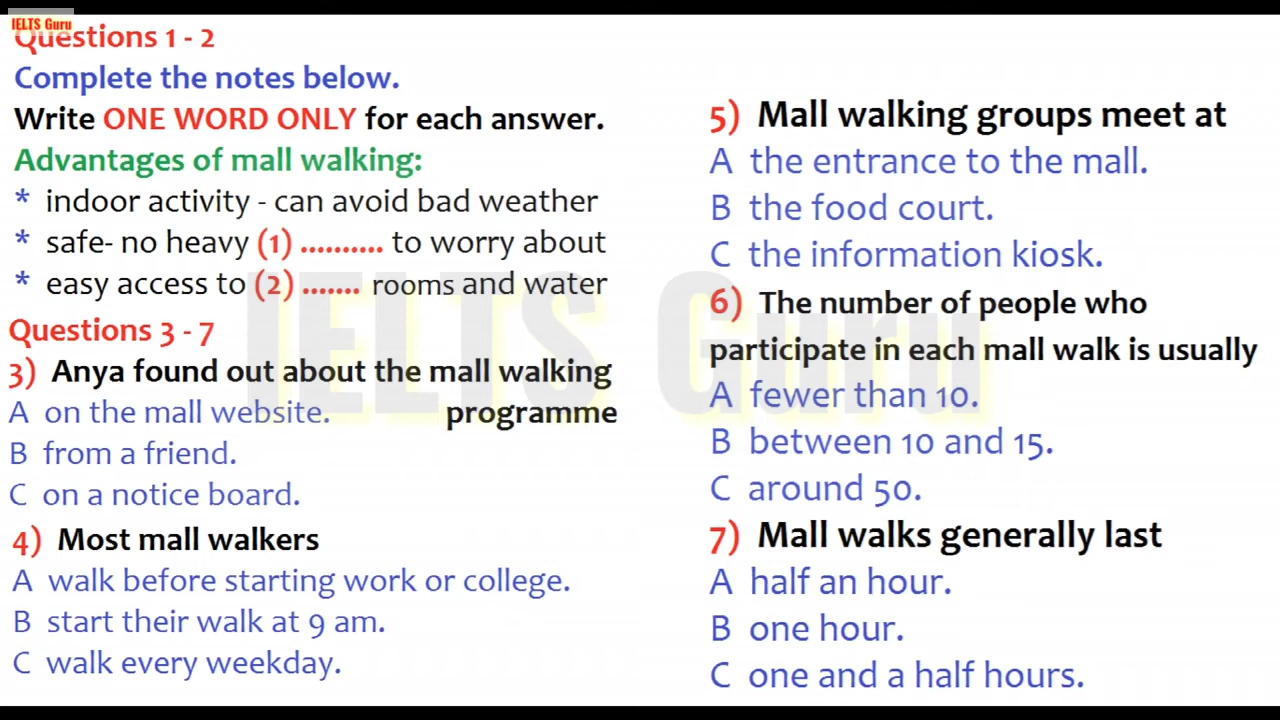 IELTS Guru
Questions 1 - 2
Complete the notes below.
Write ONE WORD ONLY for each answer.
Advantages of mall walking:
* indoor activity - can avoid bad weather
* safe- no heavy (1) .......... to worry about
* easy access to (2) ....... rooms and water
Questions 3 - 7
3) Anya found out about the mall walking
programme
A on the mall website.
B from a friend.
C on a notice board.
4) Most mall walkers
A walk before starting work or college.
B start their walk at 9 am.
C walk every weekday.
5) Mall walking groups meet at
A the entrance to the mall.
B the food court.
C the information kiosk.
6) The number of people who
participate in each mall walk is usually
A fewer than 10.
B between 10 and 15.
C around 50.
7) Mall walks generally last
A half an hour.
B one hour.
C one and a half hours.
IELTS Guru